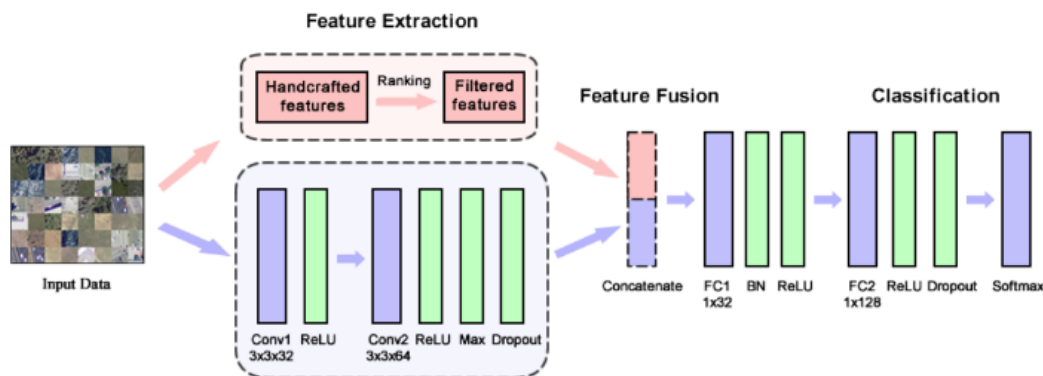 Feature Extraction
Handcrafted features
Ranking
Filtered features
Input Data
Conv1
3x3x32
ReLU
Conv2
3x3x64
ReLU
Max
Dropout
Feature Fusion
Concatenate
Classification
FC1
1x32
BN
ReLU
FC2
1x128
ReLU
Dropout
Softmax